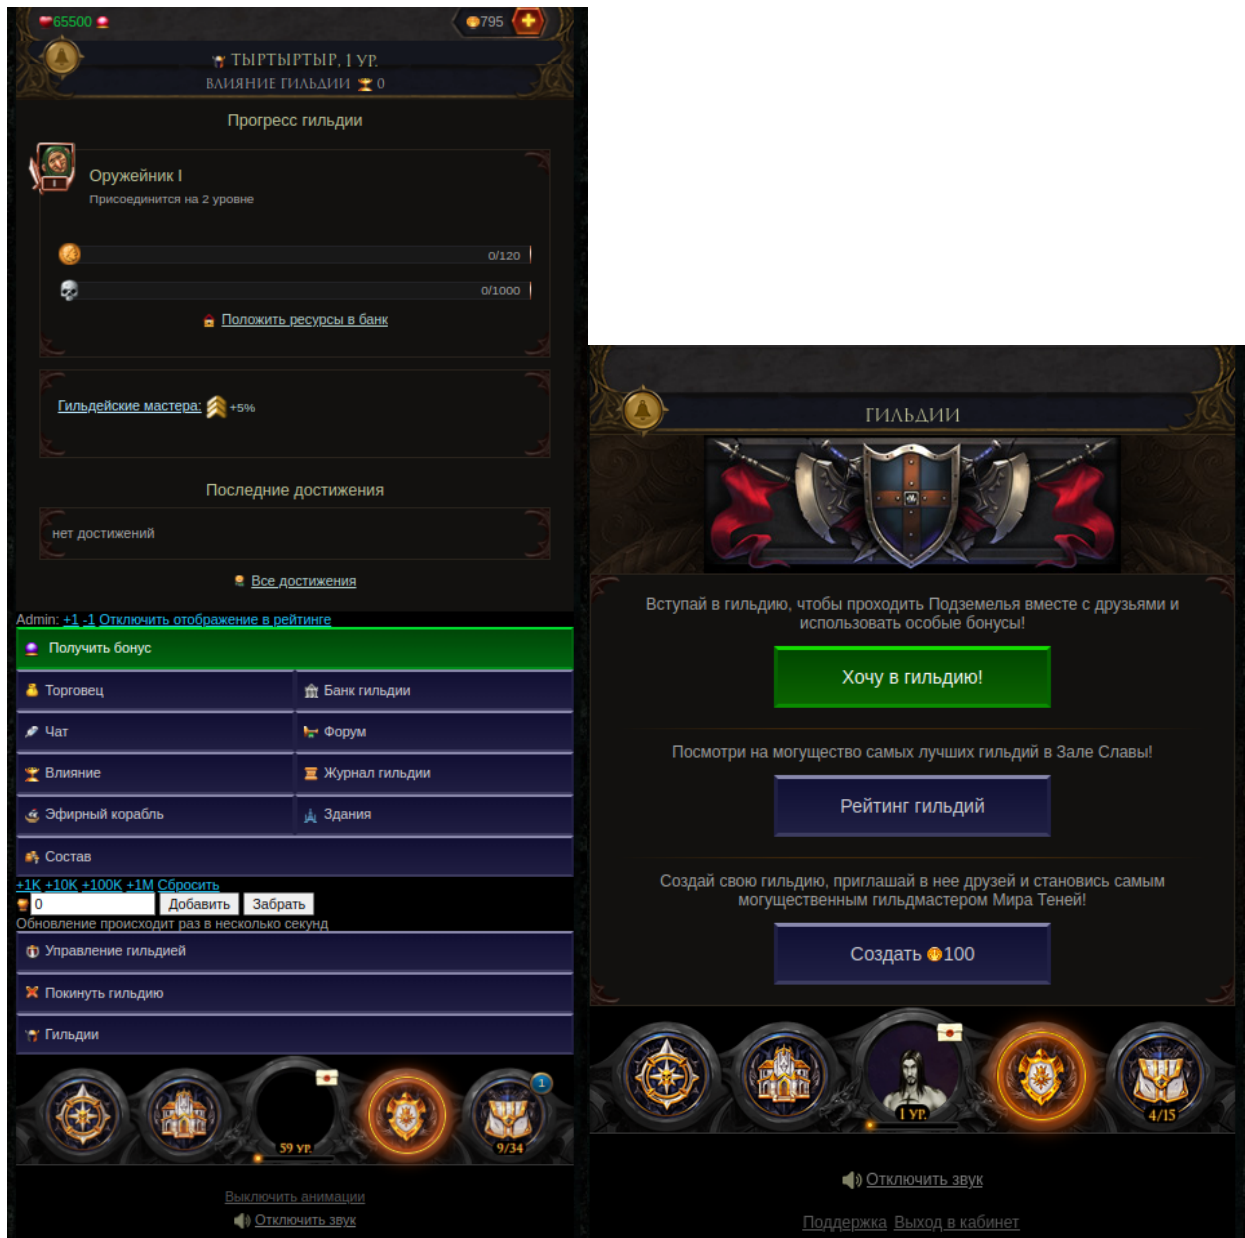 65500
795
ТЫРТЫРТЫР, 1 УР.
ВЛИЯНИЕ ГИЛЬДИИ 0
Прогресс гильдии
Оружейник I
I
Присоединится на 2 уровне
0/120
0/1000
Положить ресурсы в банк
Гильдейские мастера: +5%
Последние достижения
нет достижений
Все достижения
Admin: +1 -1 Отключить отображение в рейтинге
Получить бонус
Торговец
Банк гильдии
Чат
Форум
Влияние
Журнал гильдии
Эфирный корабль
Здания
Состав
+1K +10K +100K +1M Сбросить
0 Добавить Забрать
Обновление происходит раз в несколько секунд
Управление гильдией
Покинуть гильдию
Гильдии
1
59 УР.
9/34
Выключить анимации
Отключить звук
ГИЛЬДИИ
Вступай в гильдию, чтобы проходить Подземелья вместе с друзьями и
использовать особые бонусы!
Хочу в гильдию!
Посмотри на могущество самых лучших гильдий в Зале Славы!
Рейтинг гильдий
Создай свою гильдию, приглашай в нее друзей и становись самым
могущественным гильдмастером Мира Теней!
Создать 100
1 УР.
4/15
Отключить звук
Поддержка Выход в кабинет